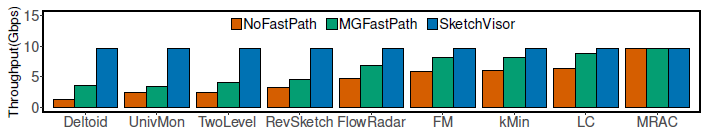 Throughput(Gbps)
15
10
5
0
NoFastPath MGFastPath SketchVisor
Deltoid UnivMon TwoLevel RevSketch FlowRadar FM kMin LC MRAC